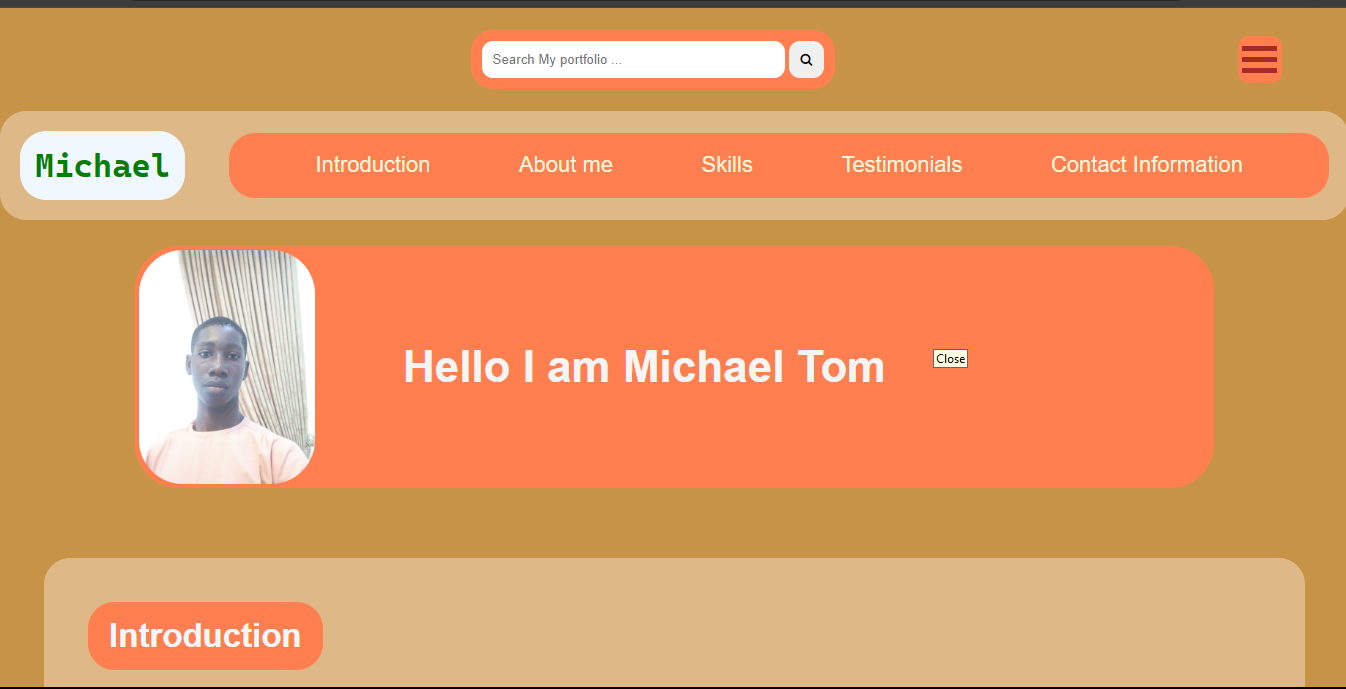 Search My portfolio ...
Michael
Introduction
About me
Skills
Testimonials
Contact Information
Hello I am Michael Tom
Close
Introduction